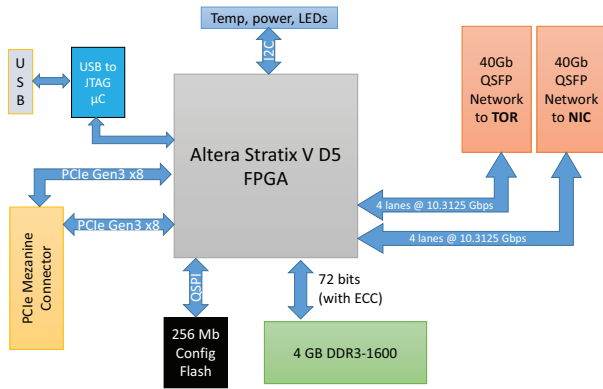 Temp, power, LEDs
I2C
U
S
B
USB to
JTAG
µC
40Gb
QSFP
Network
to TOR
40Gb
QSFP
Network
to NIC
Altera Stratix V D5
FPGA
PCIe Gen3 x8
PCIe Gen3 x8
4 lanes @ 10.3125 Gbps
4 lanes @ 10.3125 Gbps
PCIe Mezanine
Connector
QSPI
72 bits
(with ECC)
256 Mb
Config
Flash
4 GB DDR3-1600